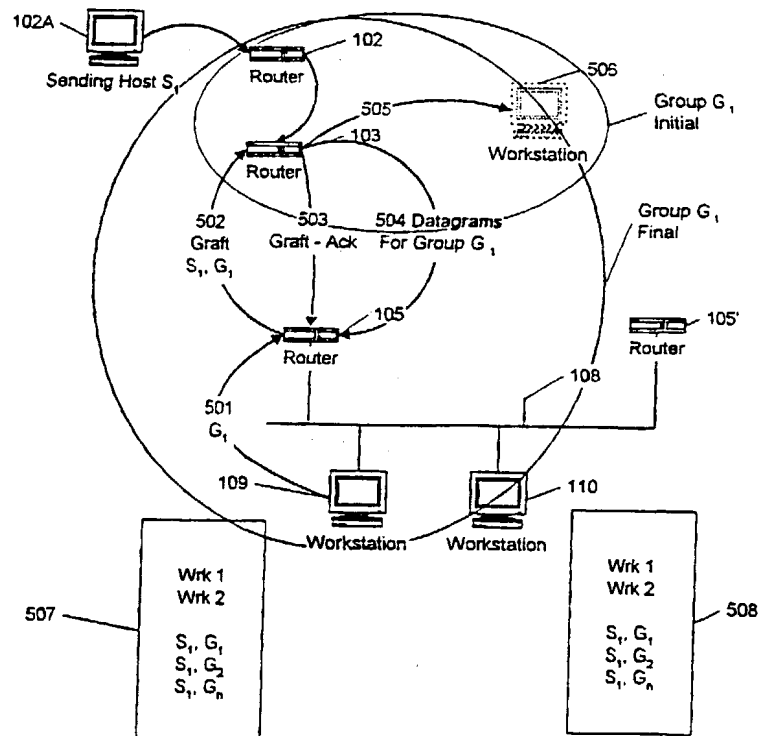 102A
Sending Host S1
102
Router
506
505
Group G1
Initial
103
Router
Workstation
502
Graft
S1, G1
503
Graft - Ack
504 Datagrams
For Group G1
Group G1
Final
105
Router
105'
Router
108
501
G1
109
110
Workstation
Workstation
507
Wrk 1
Wrk 2
S1, G1
S1, G2
S1, Gn
Wrk 1
Wrk 2
S1, G1
S1, G2
S1, Gn
508